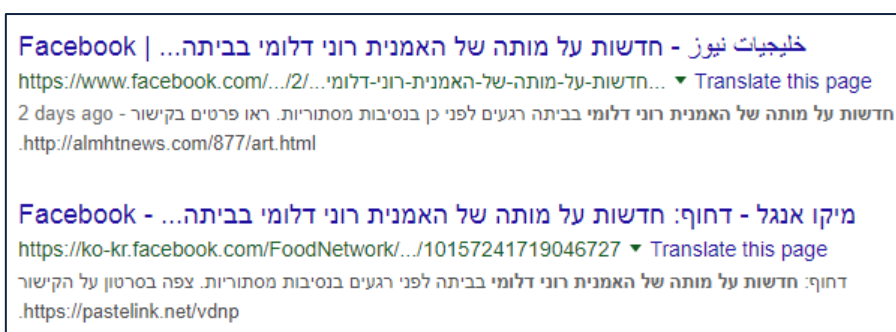 خليجيات نيوز - חדשות על מותה של האמנית רוני דלומי בביתה... | Facebook
https://www.facebook.com/.../2/...חדשות-על-מותה-של-האמנית-רוני-דלומי... ▼ Translate this page
2 days ago - חדשות על מותה של האמנית רוני דלומי בביתה רגעים לפני כן בנסיבות מסתוריות. ראו פרטים בקישור
http://almhtnews.com/877/art.html.
מיקו אנגל - דחוף: חדשות על מותה של האמנית רוני דלומי בביתה... - Facebook
https://ko-kr.facebook.com/FoodNetwork/.../10157241719046727 ▼ Translate this page
דחוף: חדשות על מותה של האמנית רוני דלומי בביתה לפני רגעים בנסיבות מסתוריות. צפה בסרטון על הקישור
https://pastelink.net/vdnp.